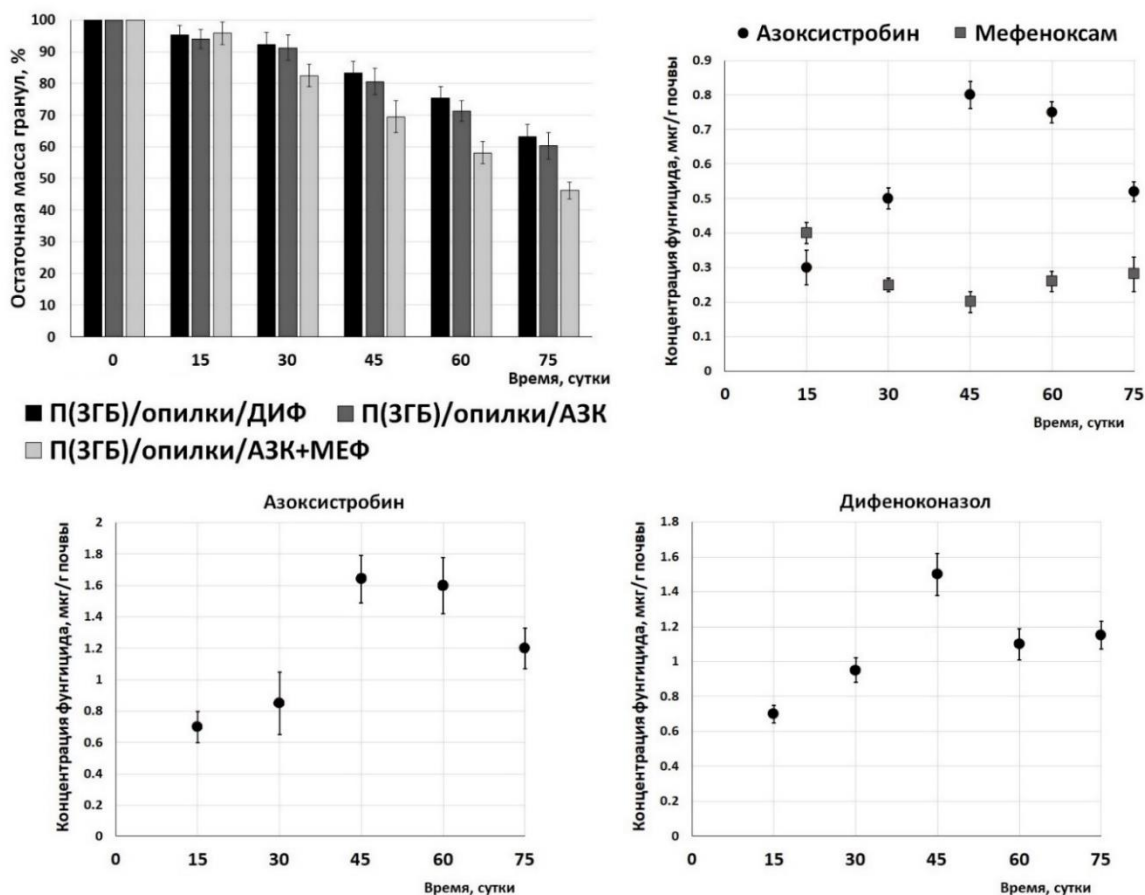 Остаточная масса гранул, %
100
90
80
70
60
50
40
30
20
10
0
0 15 30 45 60 75
Время, сутки
П(3ГБ)/опилки/ДИФ П(3ГБ)/опилки/АЗК
П(3ГБ)/опилки/АЗК+МЕФ
Азоксистробин Мефеноксам
Концентрация фунгицида, мкг/г почвы
0.9
0.8
0.7
0.6
0.5
0.4
0.3
0.2
0.1
0
0 15 30 45 60 75
Время, сутки
Азоксистробин
Концентрация фунгицида, мкг/г почвы
2
1.8
1.6
1.4
1.2
1
0.8
0.6
0.4
0.2
0
0 15 30 45 60 75
Время, сутки
Дифеноконазол
Концентрация фунгицида, мкг/г почвы
1.8
1.6
1.4
1.2
1
0.8
0.6
0.4
0.2
0
0 15 30 45 60 75
Время, сутки